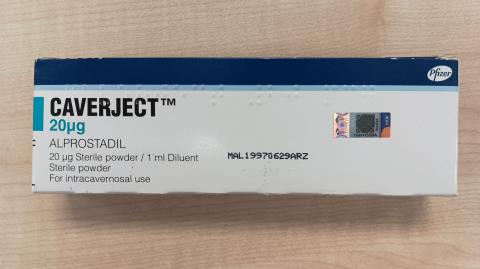 Pfizer
CAVERJECT™
20µg
ALPROSTADIL
20 µg Sterile powder / 1 ml Diluent
Sterile powder
For intracavernosal use
MAL19970629ARZ